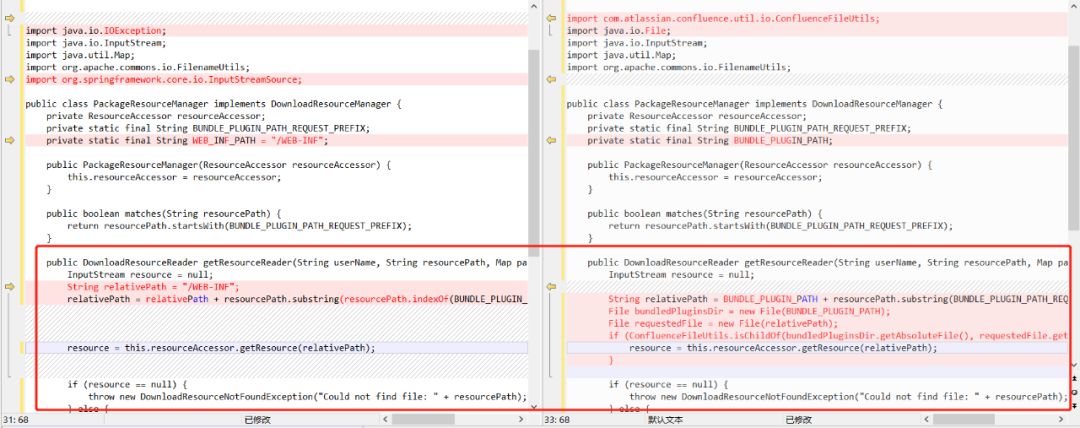 import java.io.IOException;
import java.io.InputStream;
import java.util.Map;
import org.apache.commons.io.FilenameUtils;
import org.springframework.core.io.InputStreamSource;
public class PackageResourceManager implements DownloadResourceManager {
private ResourceAccessor resourceAccessor;
private static final String BUNDLE_PLUGIN_PATH_REQUEST_PREFIX;
private static final String WEB_INF_PATH = "/WEB-INF";
public PackageResourceManager(ResourceAccessor resourceAccessor) {
this.resourceAccessor = resourceAccessor;
}
public boolean matches(String resourcePath) {
return resourcePath.startsWith(BUNDLE_PLUGIN_PATH_REQUEST_PREFIX);
}
public DownloadResourceReader getResourceReader(String userName, String resourcePath, Map pa
InputStream resource = null;
String relativePath = "/WEB-INF";
relativePath = relativePath + resourcePath.substring(resourcePath.indexOf(BUNDLE_PLUGIN_
resource = this.resourceAccessor.getResource(relativePath);
if (resource == null) {
throw new DownloadResourceNotFoundException("Could not find file: " + resourcePath);
} else {
31: 68
已修改
import com.atlassian.confluence.util.io.ConfluenceFileUtils;
import java.io.File;
import java.io.InputStream;
import java.util.Map;
import org.apache.commons.io.FilenameUtils;
public class PackageResourceManager implements DownloadResourceManager {
private ResourceAccessor resourceAccessor;
private static final String BUNDLE_PLUGIN_PATH_REQUEST_PREFIX;
private static final String BUNDLE_PLUGIN_PATH;
public PackageResourceManager(ResourceAccessor resourceAccessor) {
this.resourceAccessor = resourceAccessor;
}
public boolean matches(String resourcePath) {
return resourcePath.startsWith(BUNDLE_PLUGIN_PATH_REQUEST_PREFIX);
}
public DownloadResourceReader getResourceReader(String userName, String resourcePath, Map pa
InputStream resource = null;
String relativePath = BUNDLE_PLUGIN_PATH + resourcePath.substring(BUNDLE_PLUGIN_PATH_REQ
File bundledPluginsDir = new File(BUNDLE_PLUGIN_PATH);
File requestedFile = new File(relativePath);
if (ConfluenceFileUtils.isChildOf(bundledPluginsDir.getAbsoluteFile(), requestedFile.get
resource = this.resourceAccessor.getResource(relativePath);
}
if (resource == null) {
throw new DownloadResourceNotFoundException("Could not find file: " + resourcePath);
} else {
33: 68
默认文本
已修改